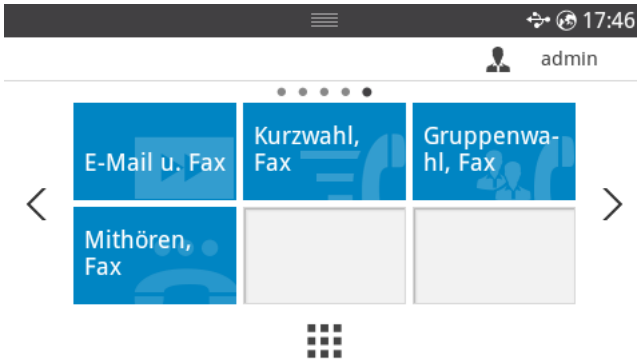 17:46
admin
E-Mail u. Fax
Kurzwahl,
Fax
Gruppenwa-
hl, Fax
Mithören,
Fax